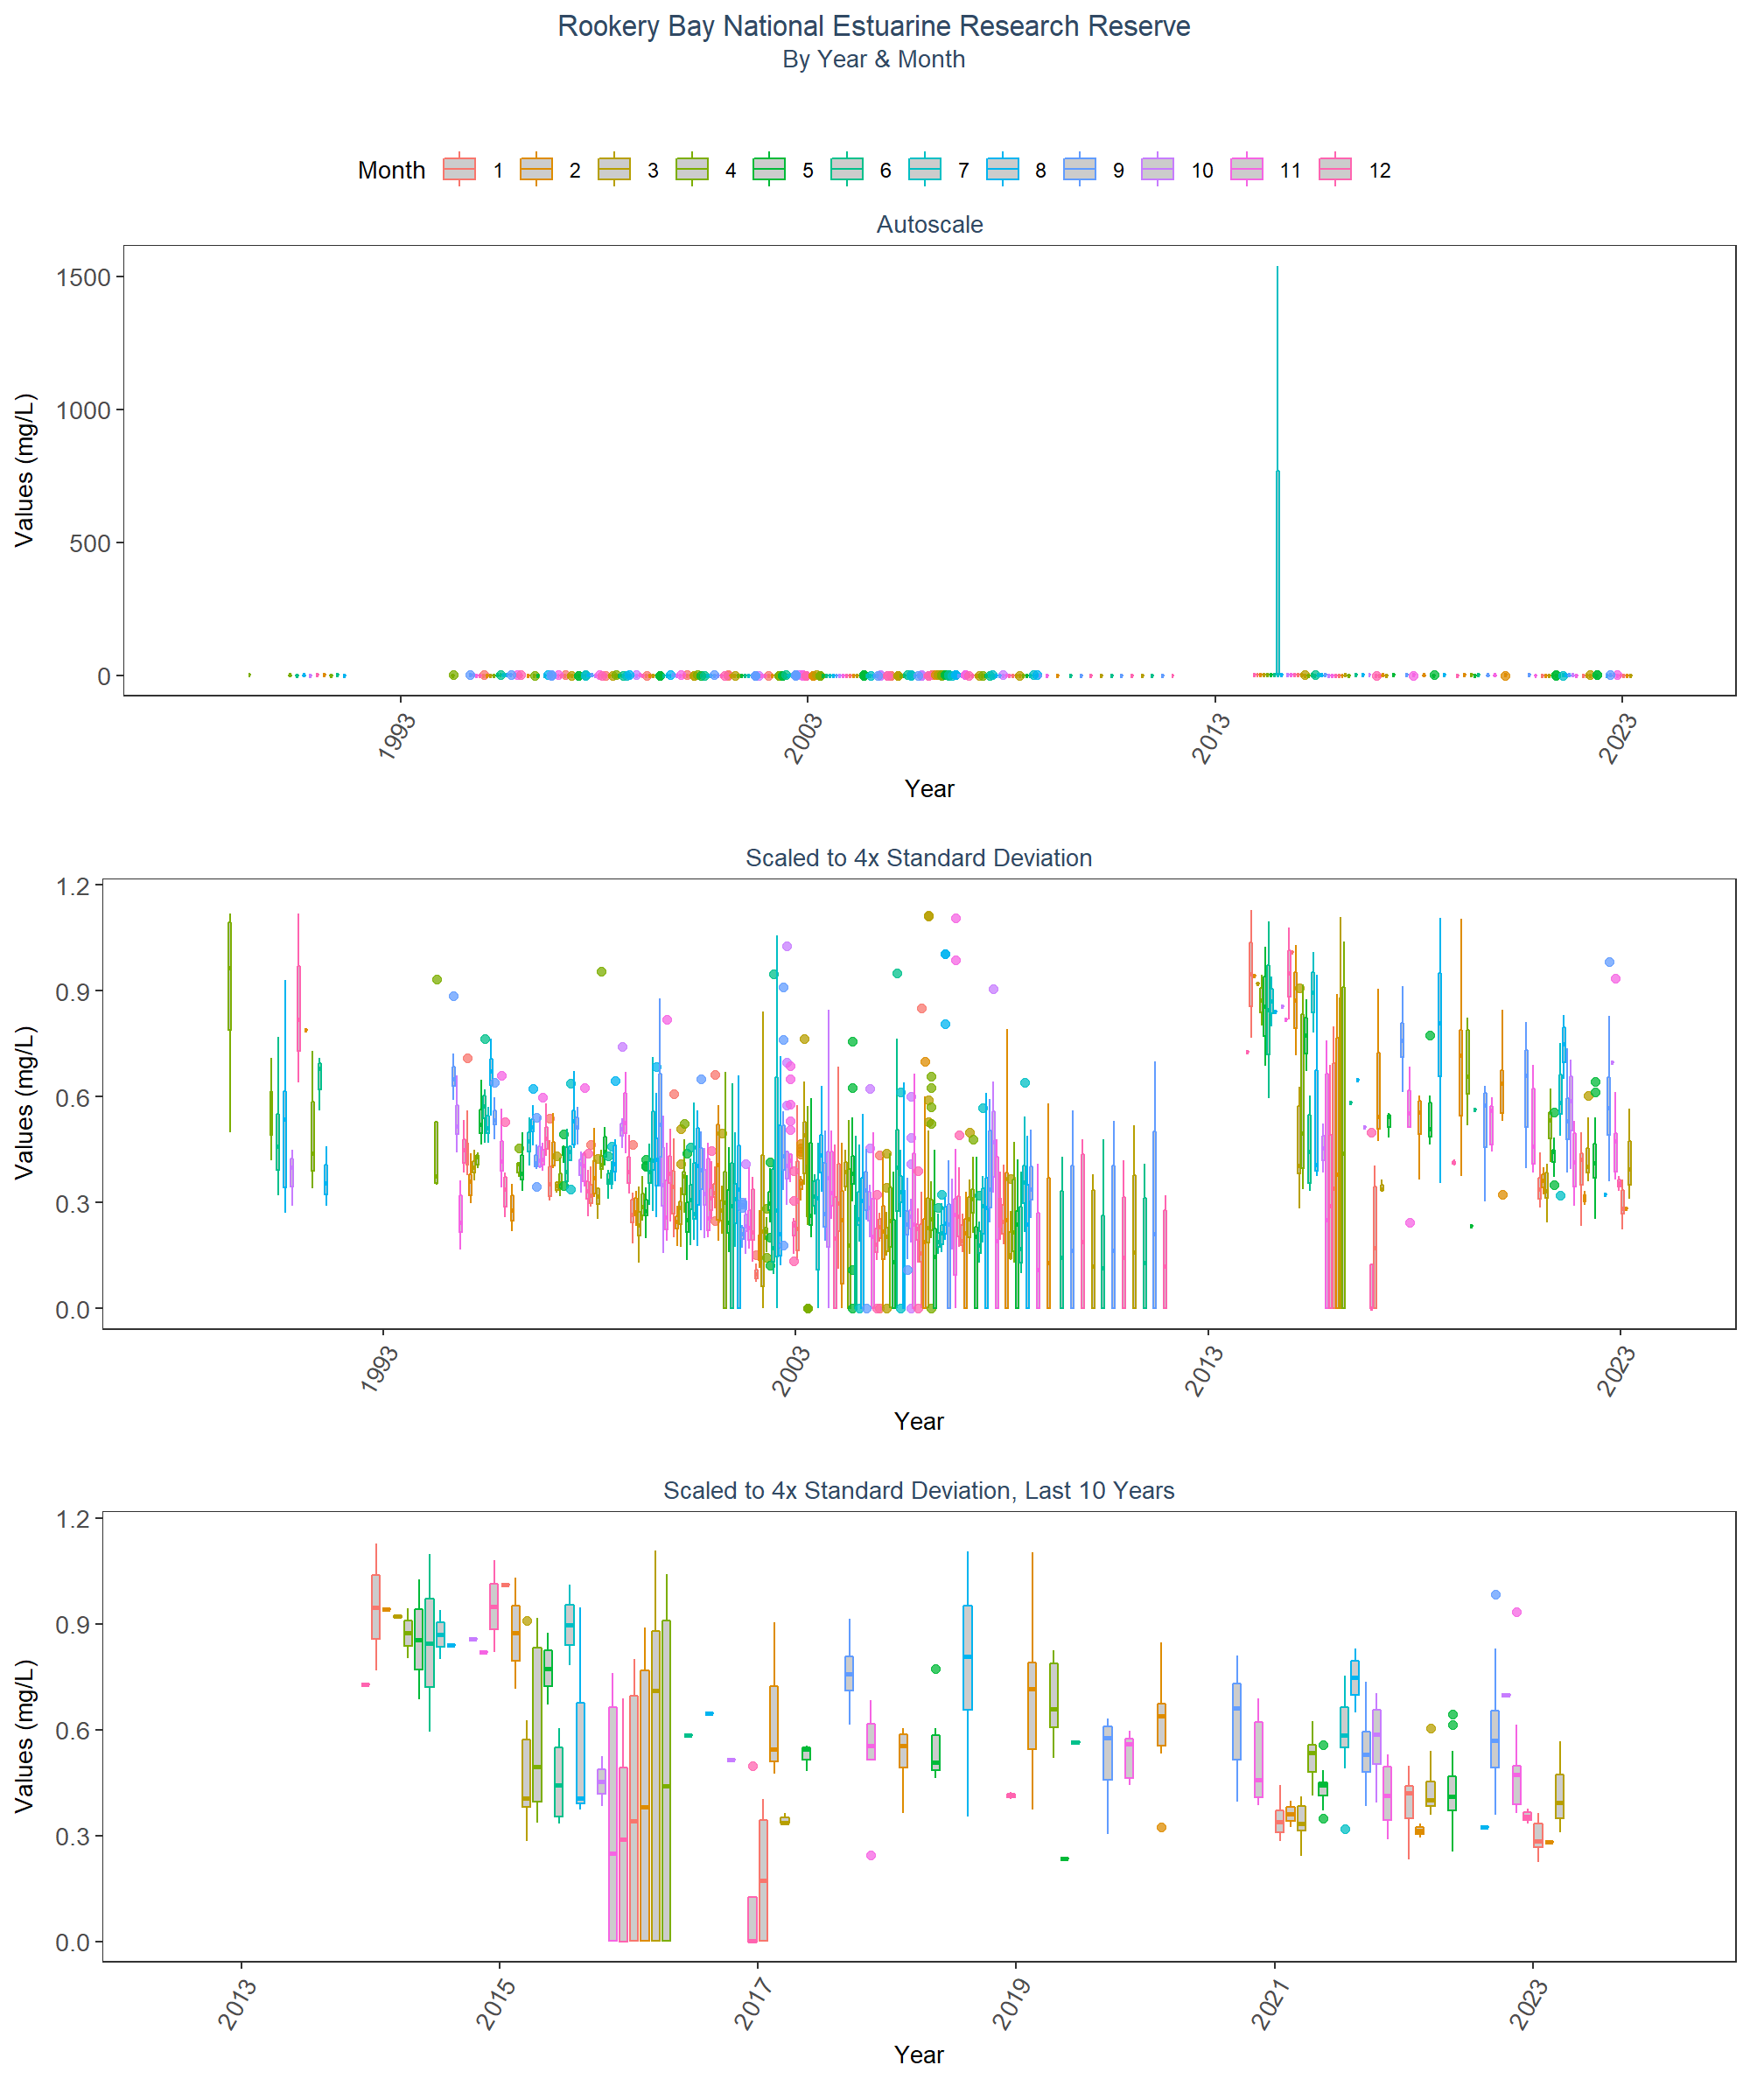 Rookery Bay National Estuarine Research Reserve
By Year & Month
Month 1 2 3 4 5 6 7 8 9 10 11 12
Autoscale
1500
1000
500
0
Values (mg/L)
1993 2003 2013 2023
Year
Scaled to 4x Standard Deviation
1.2
0.9
0.6
0.3
0.0
Values (mg/L)
1993 2003 2013 2023
Year
Scaled to 4x Standard Deviation, Last 10 Years
1.2
0.9
0.6
0.3
0.0
Values (mg/L)
2013 2015 2017 2019 2021 2023
Year